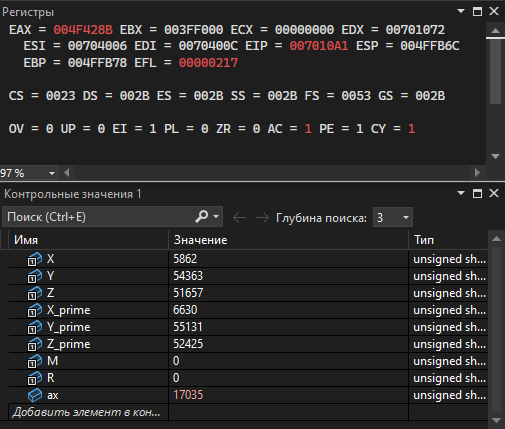 Регистры
EAX = 004F428B EBX = 003FF000 ECX = 00000000 EDX = 00701072
ESI = 00704006 EDI = 0070400C EIP = 007010A1 ESP = 004FFB6C
EBP = 004FFB78 EFL = 00000217
CS = 0023 DS = 002B ES = 002B SS = 002B FS = 0053 GS = 002B
OV = 0 UP = 0 EI = 1 PL = 0 ZR = 0 AC = 1 PE = 1 CY = 1
97 %
Контрольные значения 1
Поиск (Ctrl+E) Глубина поиска: 3
Имя Значение Тип
X 5862 unsigned sh...
Y 54363 unsigned sh...
Z 51657 unsigned sh...
X_prime 6630 unsigned sh...
Y_prime 55131 unsigned sh...
Z_prime 52425 unsigned sh...
M 0 unsigned sh...
R 0 unsigned sh...
ax 17035 unsigned sh...
Добавить элемент в кон...